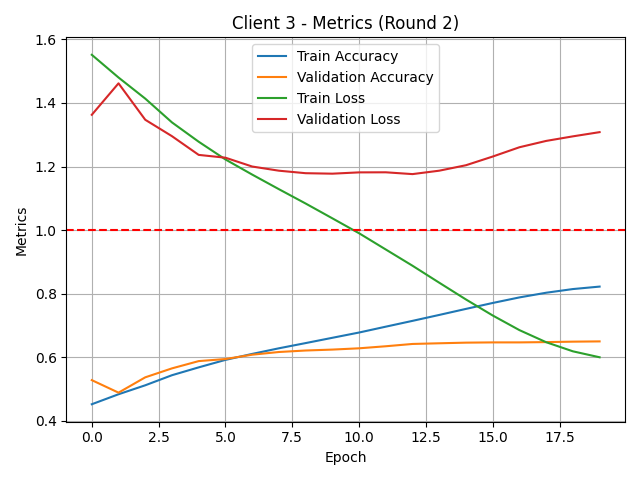 Client 3 - Metrics (Round 2)
Train Accuracy
Validation Accuracy
Train Loss
Validation Loss
Metrics
1.6
1.4
1.2
1.0
0.8
0.6
0.4
0.0 2.5 5.0 7.5 10.0 12.5 15.0 17.5
Epoch